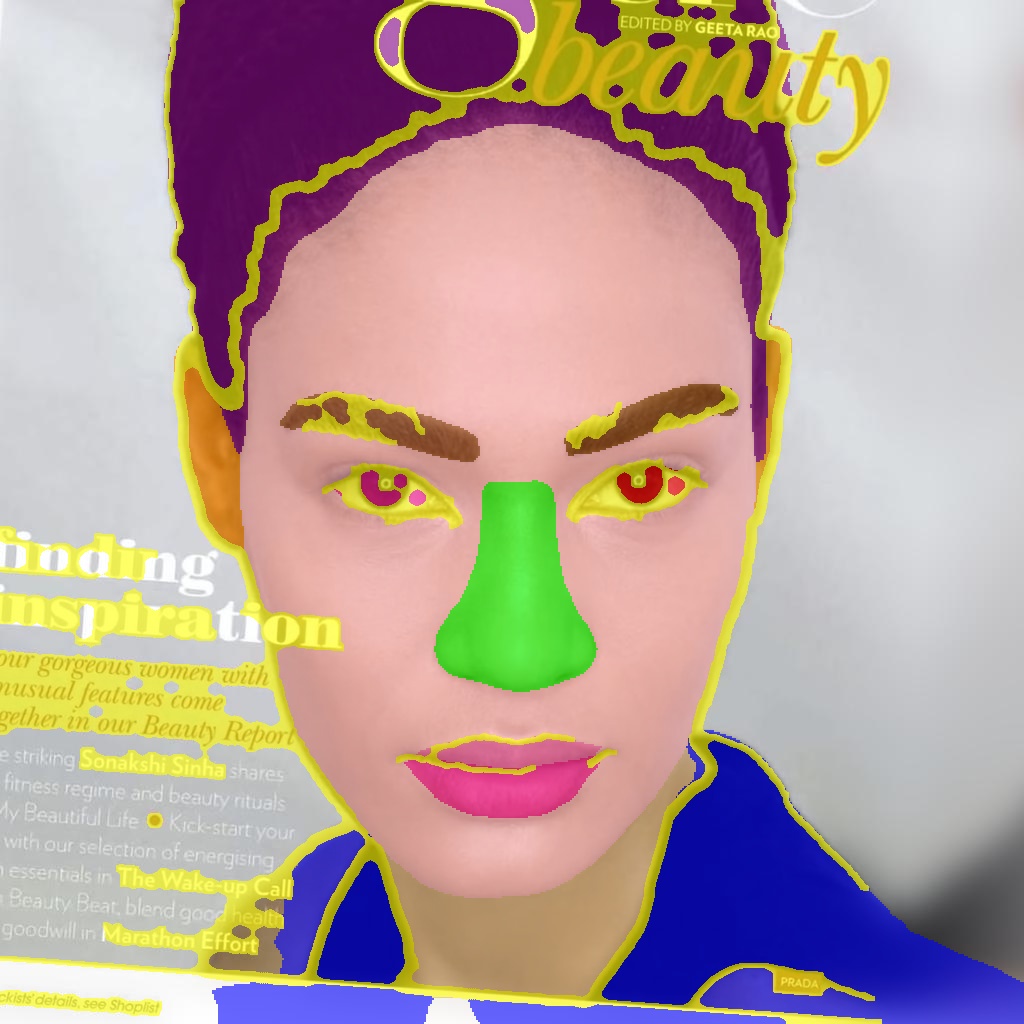 EDITED BY GEETA RAO
beauty
finding
inspiration
our gorgeous women with
unusual features come
together in our Beauty Report
striking Sonakshi Sinha shares
fitness regime and beauty rituals
My Beautiful Life • Kick-start your
with our selection of energising
essentials in The Wake-up Call
Beauty Beat, blend good health
goodwill in Marathon Effort
PRADA
details, see Shoplist